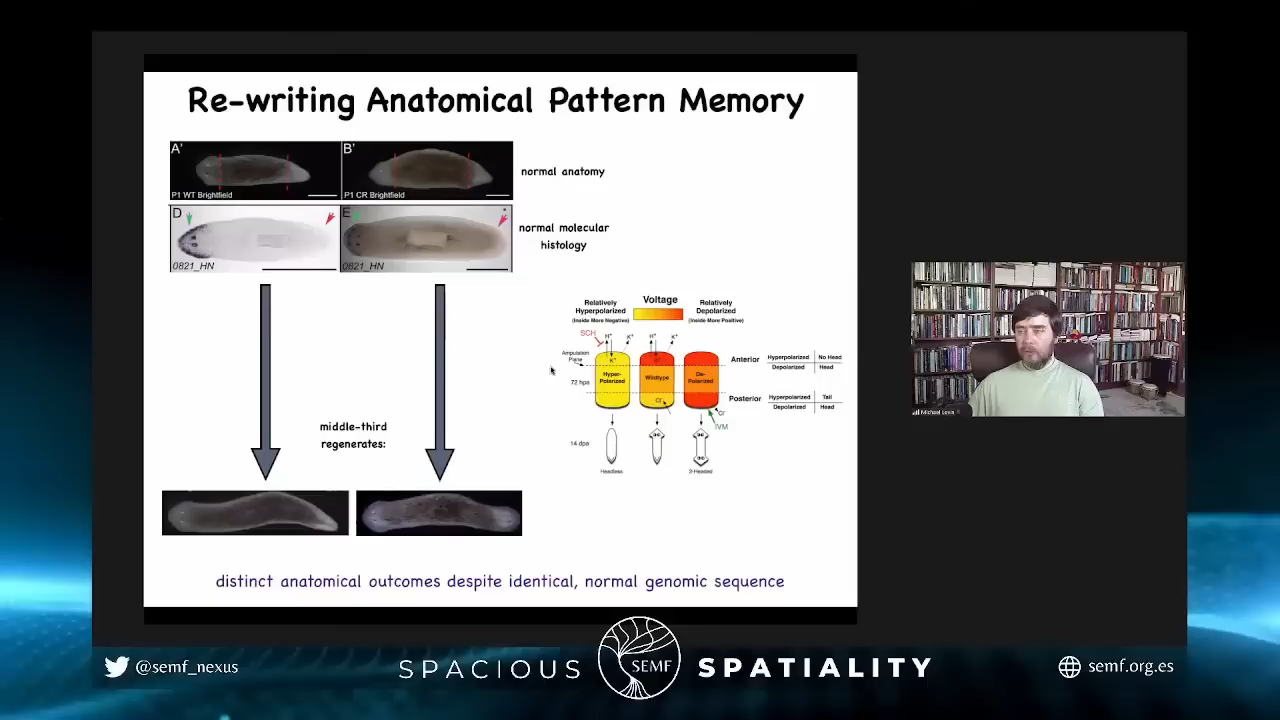 Re-writing Anatomical Pattern Memory
A'
P1 WT Brightfield
B'
P1 CR Brightfield
normal anatomy
D
0821_HN
E
0821_HN
normal molecular
histology
middle-third
regenerates:
Relatively
Hyperpolarized
(Inside More Negative)
Voltage
Relatively
Depolarized
(Inside More Positive)
SCH
H⁺
K⁺
H⁺
K⁺
Amputation
Plane
K⁺
Hyper-
Polarized
Wildtype
De-
Polarized
72 hpa
Cl⁻
Cl⁻
IVM
Anterior
Hyperpolarized No Head
Depolarized Head
Posterior
Hyperpolarized Tail
Depolarized Head
14 dpa
Headless
2-Headed
distinct anatomical outcomes despite identical, normal genomic sequence
Michael Levin
@semf_nexus
SPACIOUS
SEMF
SPATIALITY
semf.org.es